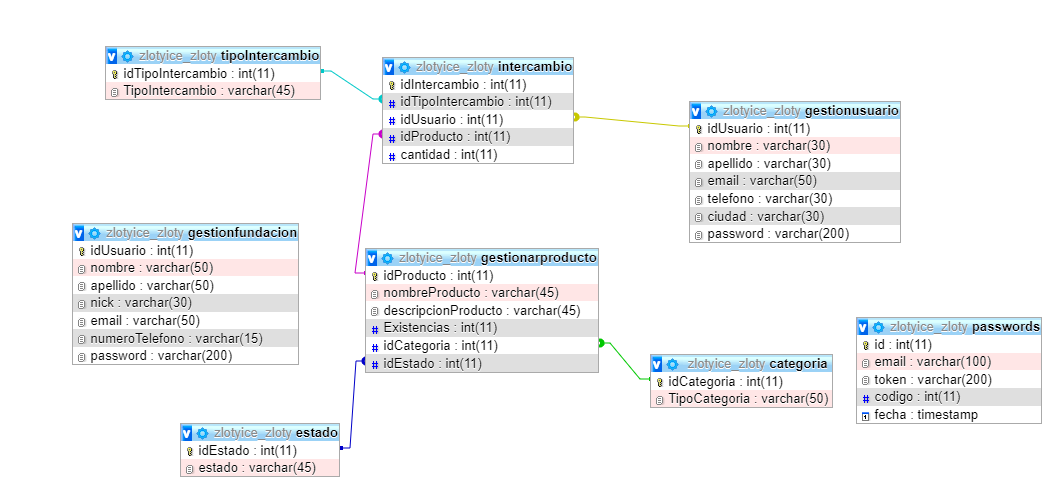 zlotyice_zloty tipoIntercambio
idTipoIntercambio : int(11)
TipoIntercambio : varchar(45)
zlotyice_zloty intercambio
idIntercambio : int(11)
idTipoIntercambio : int(11)
idUsuario : int(11)
idProducto : int(11)
cantidad : int(11)
zlotyice_zloty gestionusuario
idUsuario : int(11)
nombre : varchar(30)
apellido : varchar(30)
email : varchar(50)
telefono : varchar(30)
ciudad : varchar(30)
password : varchar(200)
zlotyice_zloty gestionfundacion
idUsuario : int(11)
nombre : varchar(50)
apellido : varchar(50)
nick : varchar(30)
email : varchar(50)
numeroTelefono : varchar(15)
password : varchar(200)
zlotyice_zloty gestionarproducto
idProducto : int(11)
nombreProducto : varchar(45)
descripcionProducto : varchar(45)
Existencias : int(11)
idCategoria : int(11)
idEstado : int(11)
zlotyice_zloty categoria
idCategoria : int(11)
TipoCategoria : varchar(50)
zlotyice_zloty passwords
id : int(11)
email : varchar(100)
token : varchar(200)
codigo : int(11)
fecha : timestamp
zlotyice_zloty estado
idEstado : int(11)
estado : varchar(45)